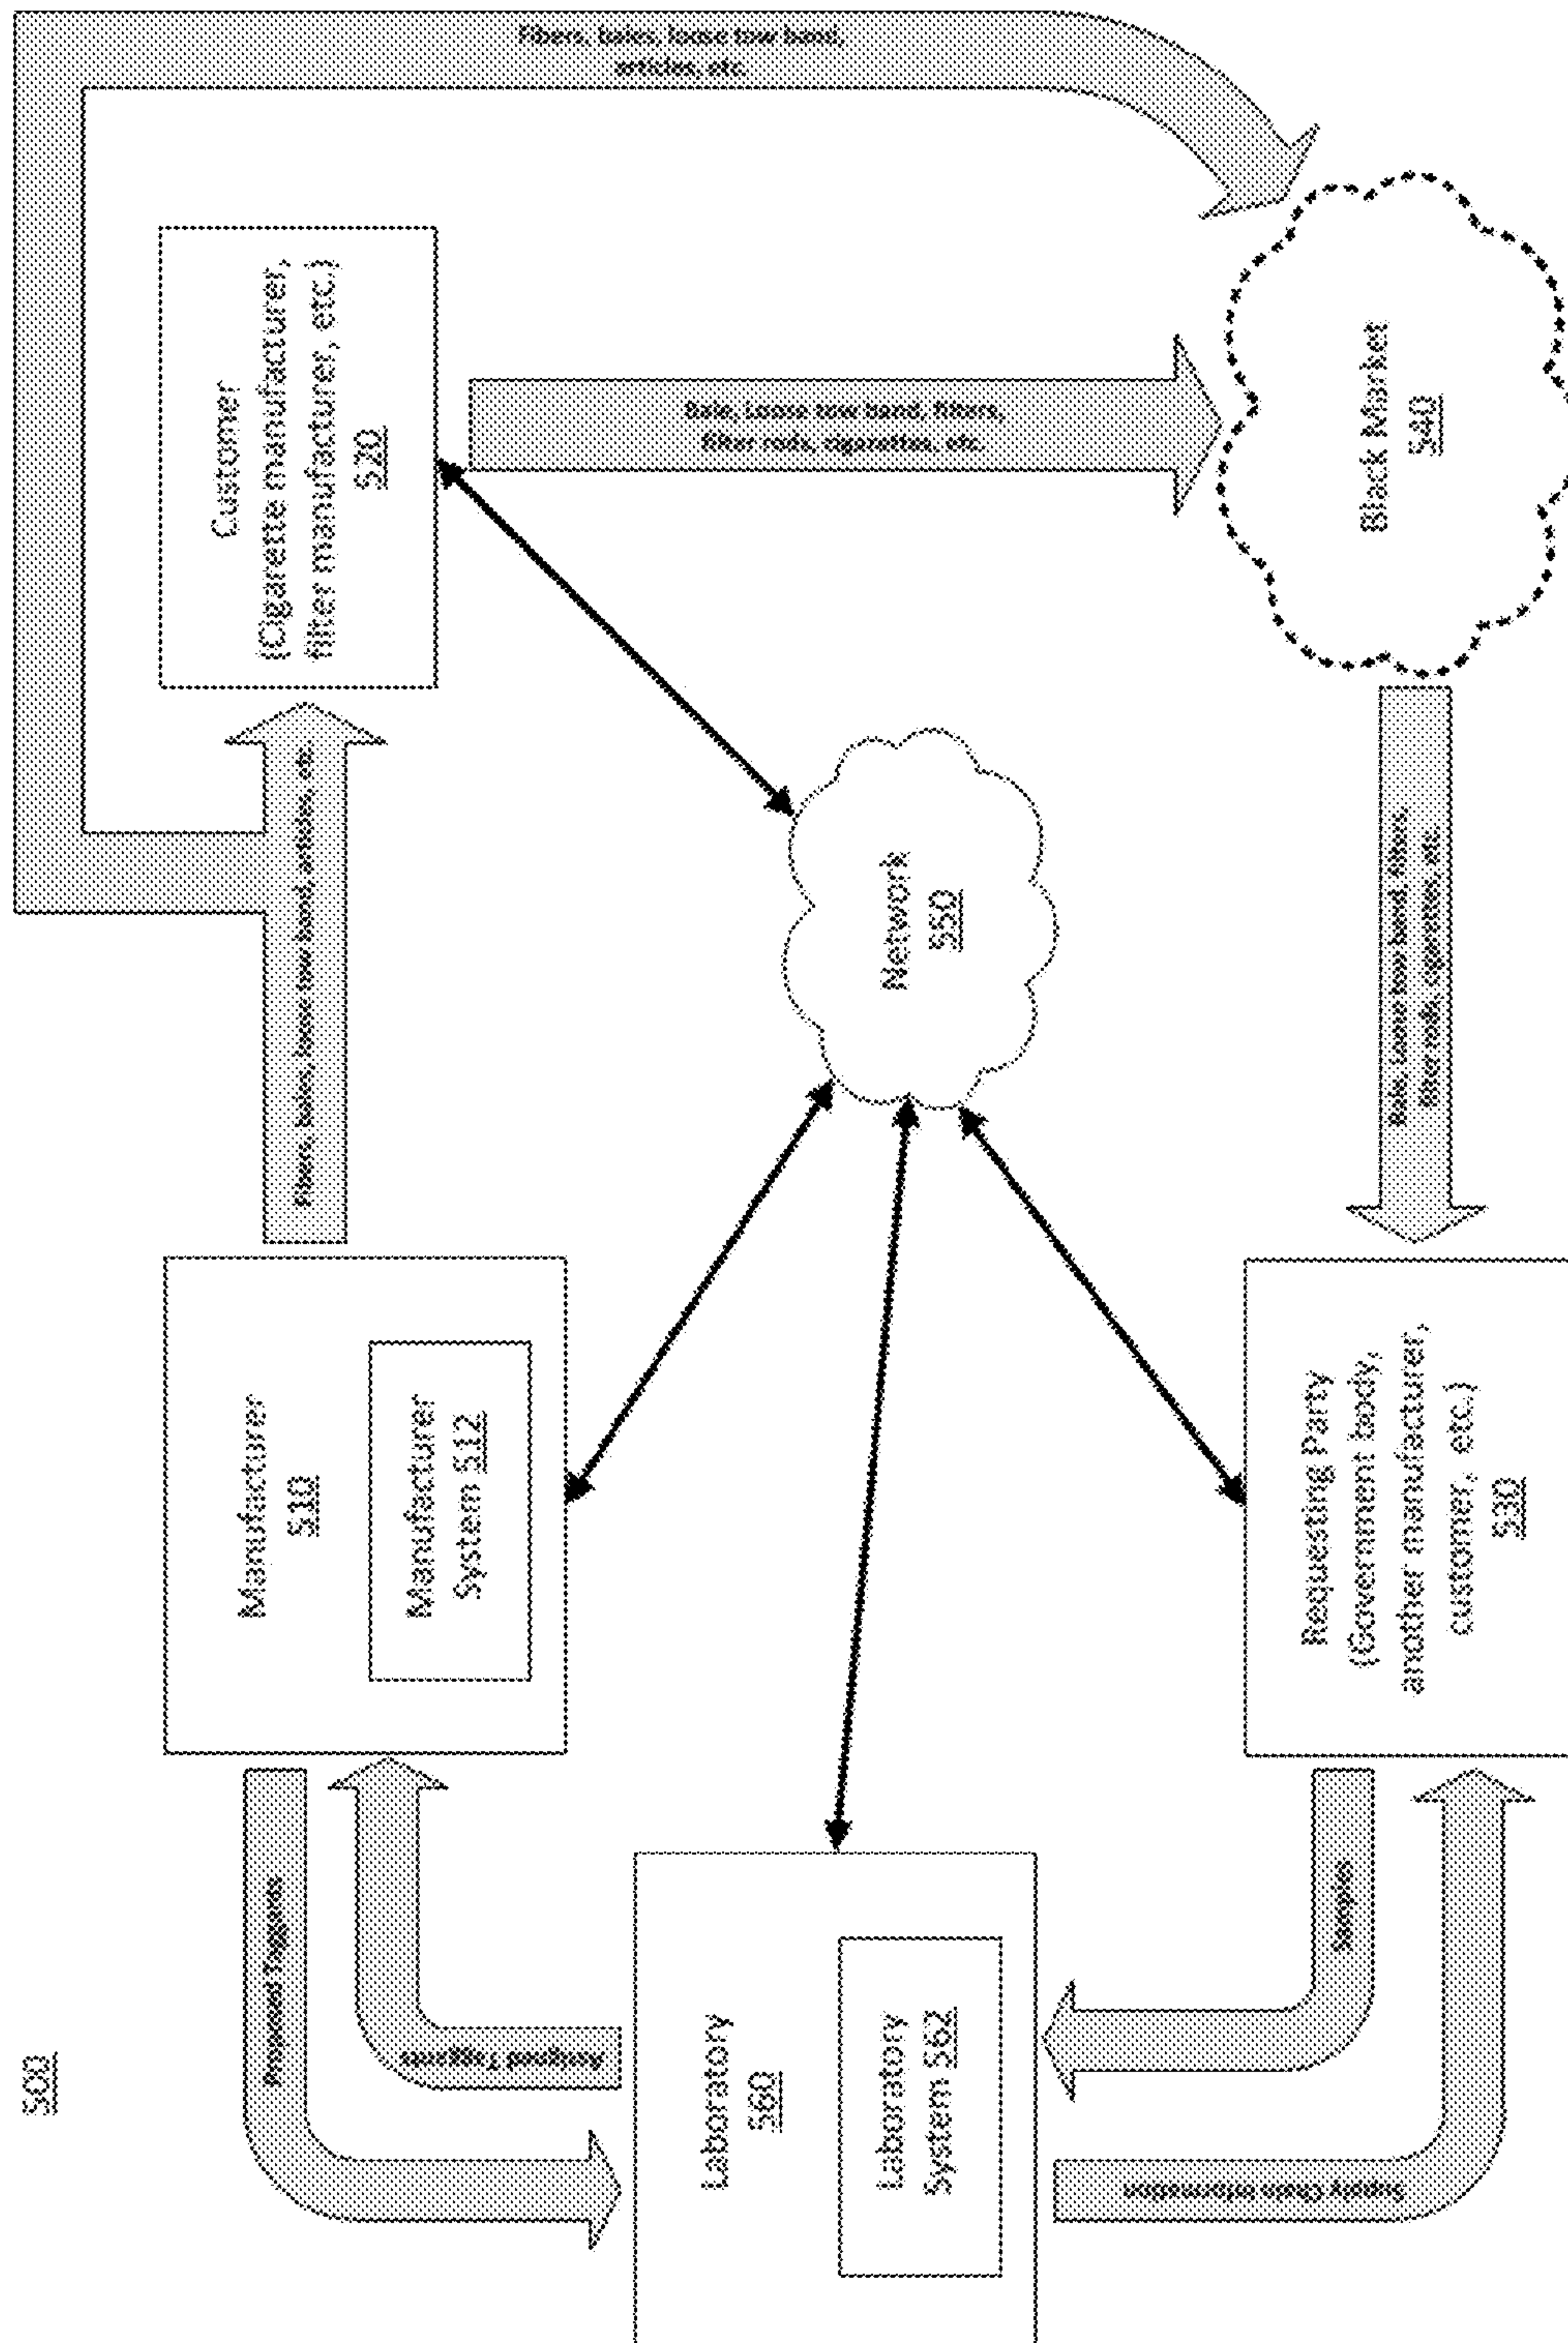 500
Proposed Taggants
Assigned Taggants
Manufacturer
510
Manufacturer
System 512
Fibers, bales, loose tow band, articles, etc.
Customer
(Cigarette manufacturer,
filter manufacturer, etc.)
520
Fibers, bales, loose tow band,
articles, etc.
Laboratory
560
Laboratory
System 562
Network
550
Bale, Loose tow band, filters,
filter rods, cigarettes, etc.
Supply Chain Information
Samples
Requesting Party
(Government body,
another manufacturer,
customer, etc.)
530
Bale, Loose tow band, filters,
filter rods, cigarettes, etc.
Black Market
540